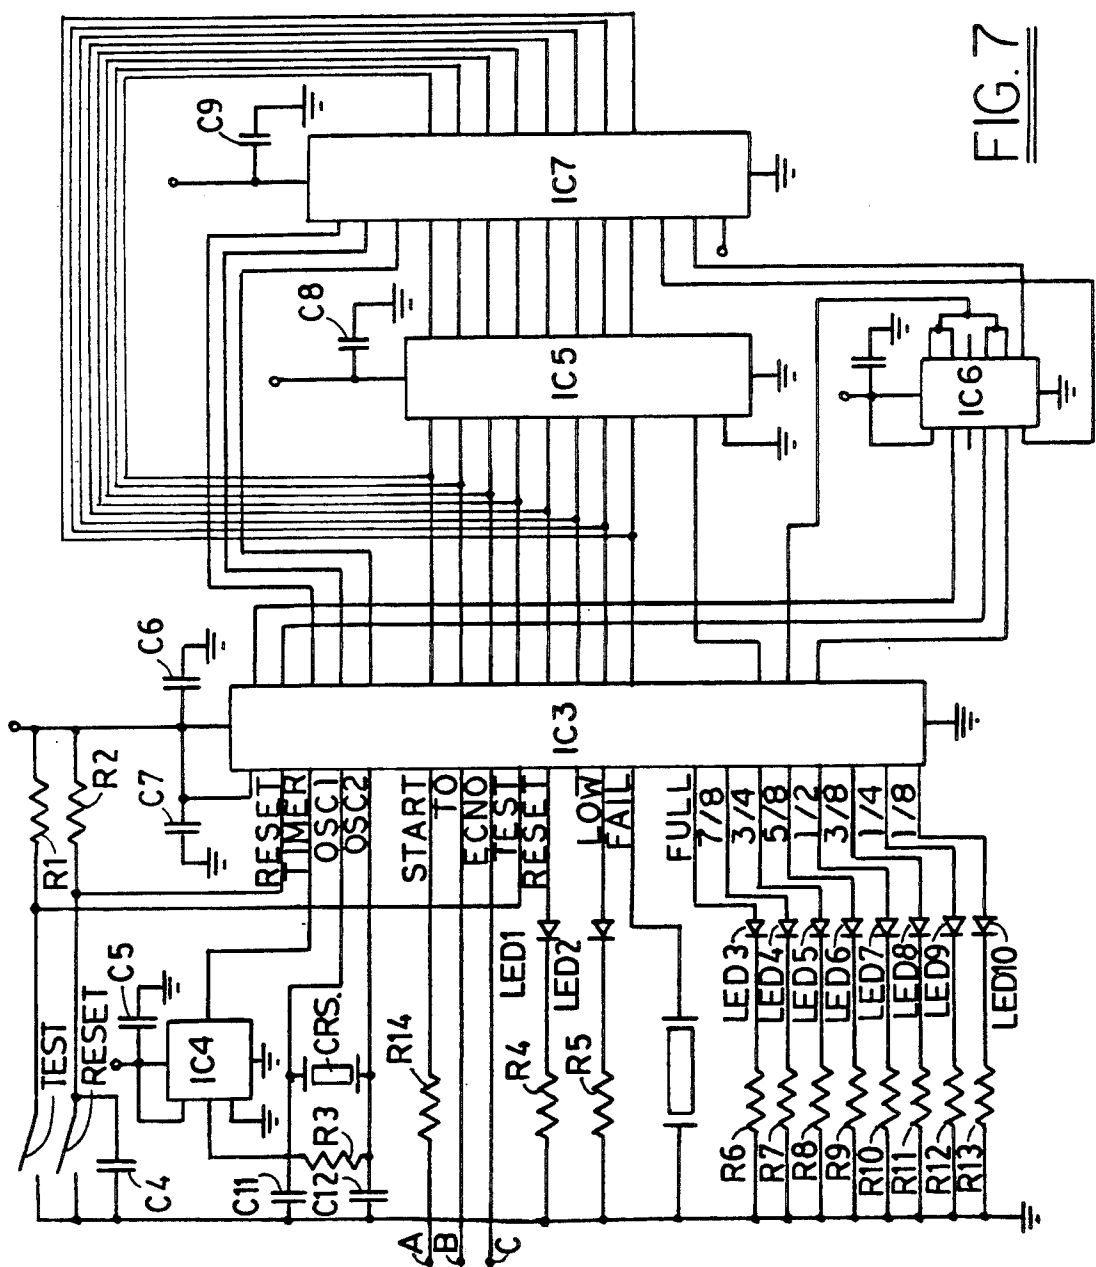 C9
FIG. 7
IC7
C8
IC5
IC6
C6
C7
R2
R1
IC3
RESET
TIMER
OSC1
OSC2
START
TO
ECNO
TEST
RESET
LOW
FAIL
FULL
7/8
3/4
5/8
1/2
3/8
1/4
1/8
C5
TEST
RESET
IC4
CRS.
R3
C4
C11
C12
R14
LED1
LED2
R4
R5
LED3
LED4
LED5
LED6
LED7
LED8
LED9
LED10
R6
R7
R8
R9
R10
R11
R12
R13
A
B
C